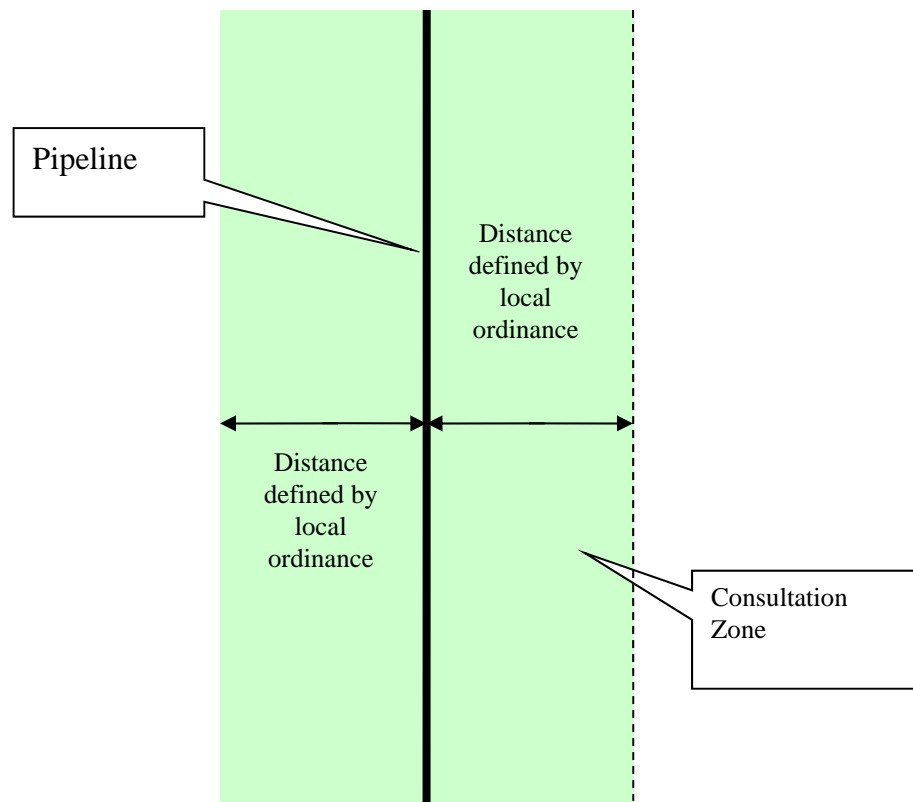 Pipeline
Distance
defined by
local
ordinance
Distance
defined by
local
ordinance
Consultation
Zone